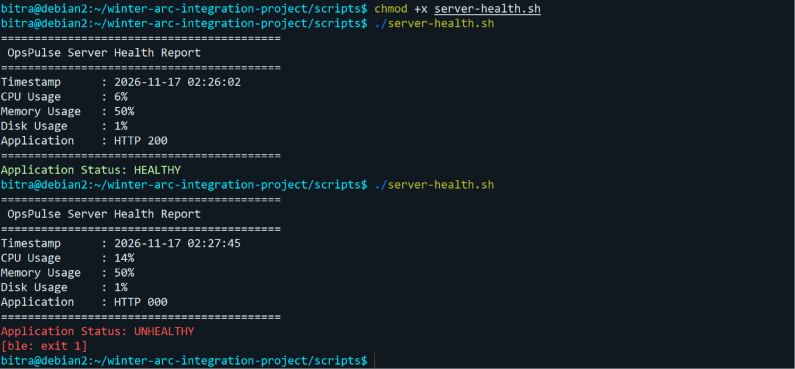 bitra@debian2:~/winter-arc-integration-project/scripts$ chmod +x server-health.sh
bitra@debian2:~/winter-arc-integration-project/scripts$ ./server-health.sh
==========================================
 OpsPulse Server Health Report
==========================================
Timestamp      : 2026-11-17 02:26:02
CPU Usage      : 6%
Memory Usage   : 50%
Disk Usage     : 1%
Application    : HTTP 200
==========================================
Application Status: HEALTHY
bitra@debian2:~/winter-arc-integration-project/scripts$ ./server-health.sh
==========================================
 OpsPulse Server Health Report
==========================================
Timestamp      : 2026-11-17 02:27:45
CPU Usage      : 14%
Memory Usage   : 50%
Disk Usage     : 1%
Application    : HTTP 000
==========================================
Application Status: UNHEALTHY
[ble: exit 1]
bitra@debian2:~/winter-arc-integration-project/scripts$